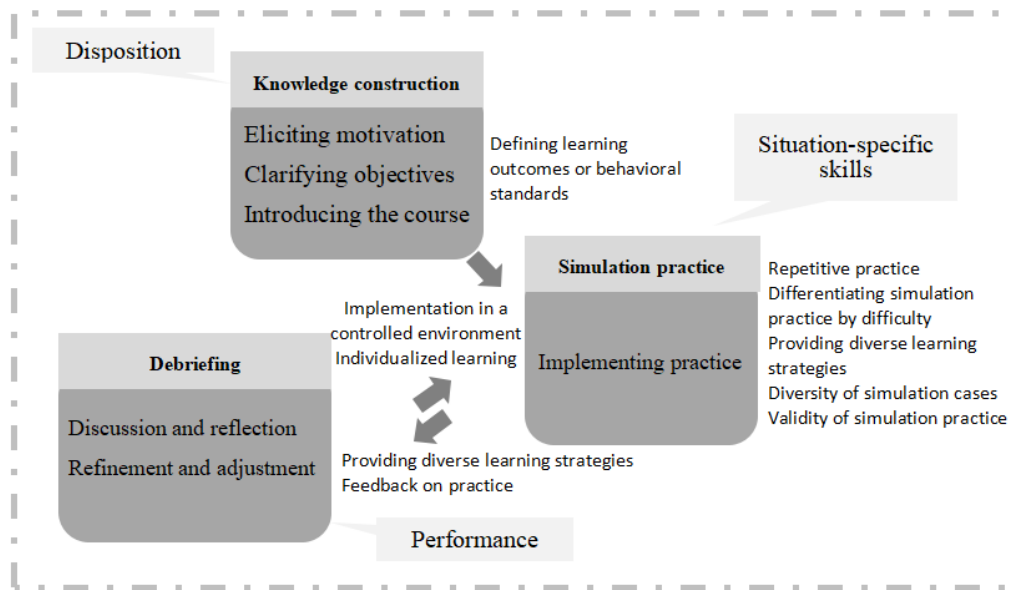 Disposition
Knowledge construction
Eliciting motivation
Clarifying objectives
Introducing the course
Defining learning
outcomes or behavioral
standards
Situation-specific
skills
Simulation practice
Implementing practice
Repetitive practice
Differentiating simulation
practice by difficulty
Providing diverse learning
strategies
Diversity of simulation cases
Validity of simulation practice
Implementation in a
controlled environment
Individualized learning
Debriefing
Discussion and reflection
Refinement and adjustment
Providing diverse learning strategies
Feedback on practice
Performance